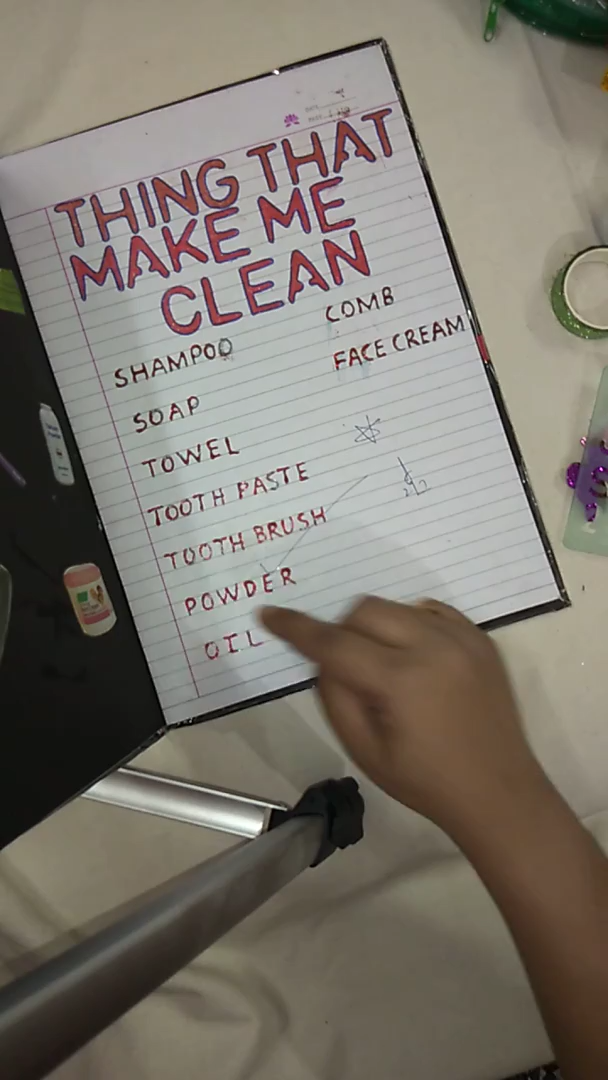 THING THAT
MAKE ME
CLEAN
SHAMPOO
SOAP
TOWEL
TOOTH PASTE
TOOTH BRUSH
POWDER
OIL
COMB
FACE CREAM